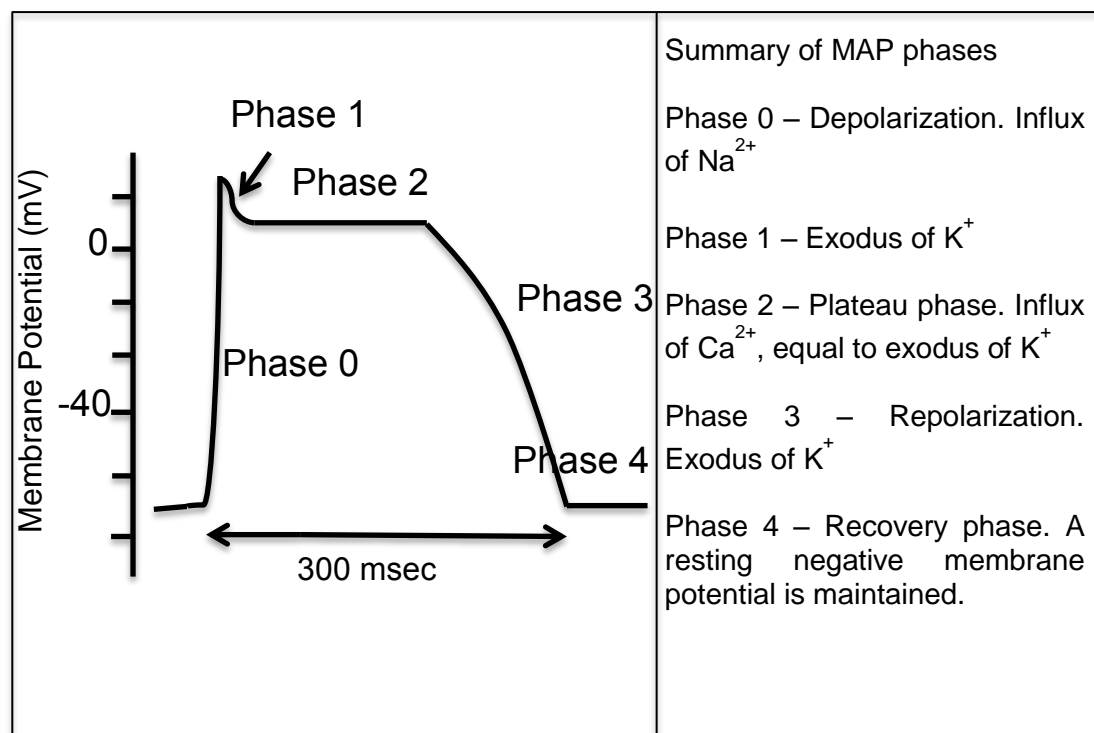 Phase 1
Phase 2
0
Phase 3
Phase 0
-40
Phase 4
300 msec
Membrane Potential (mV)
Summary of MAP phases
Phase 0 – Depolarization. Influx
of Na²⁺
Phase 1 – Exodus of K⁺
Phase 2 – Plateau phase. Influx
of Ca²⁺, equal to exodus of K⁺
Phase 3 – Repolarization.
Exodus of K⁺
Phase 4 – Recovery phase. A
resting negative membrane
potential is maintained.